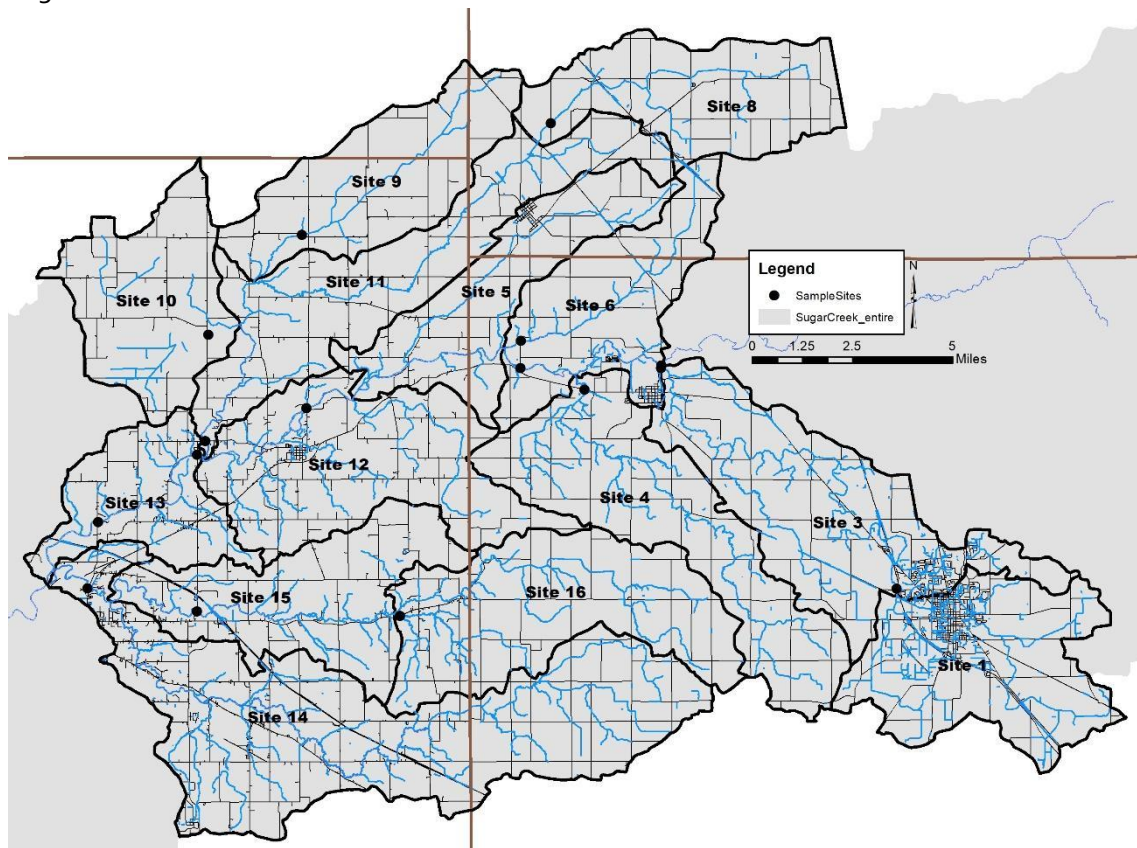 Site 8
Site 9
Site 10
Site 11
Site 5
Site 6
Legend
SampleSites
SugarCreek_entire
N
0 1.25 2.5 5
Miles
Site 12
Site 13
Site 4
Site 3
Site 15
Site 16
Site 1
Site 14